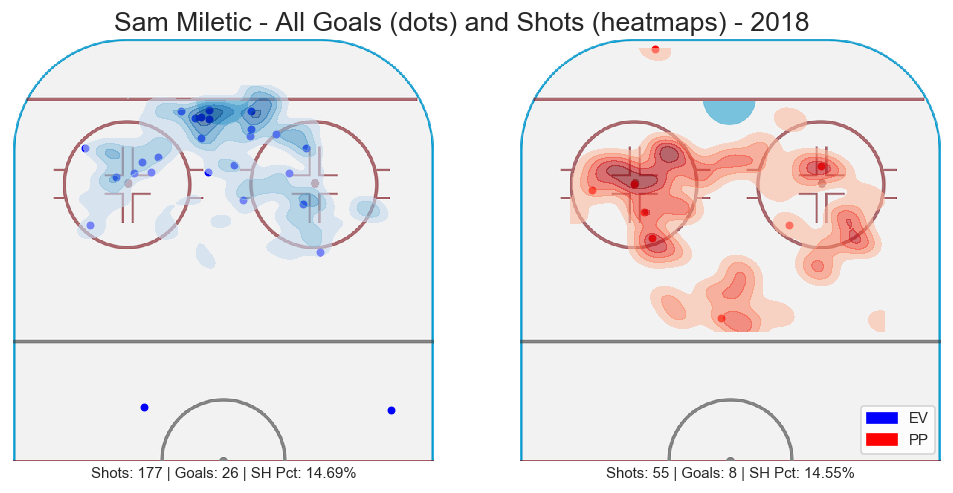 Sam Miletic - All Goals (dots) and Shots (heatmaps) - 2018
EV
PP
Shots: 177 | Goals: 26 | SH Pct: 14.69%
Shots: 55 | Goals: 8 | SH Pct: 14.55%